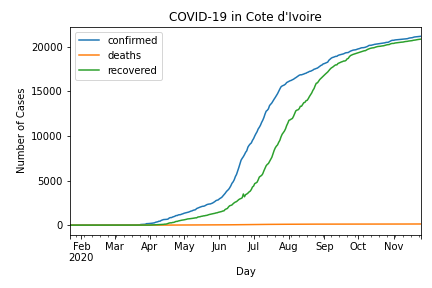 COVID-19 in Cote d'Ivoire
confirmed
deaths
recovered
Number of Cases
20000
15000
10000
5000
0
Feb Mar Apr May Jun Jul Aug Sep Oct Nov
2020
Day